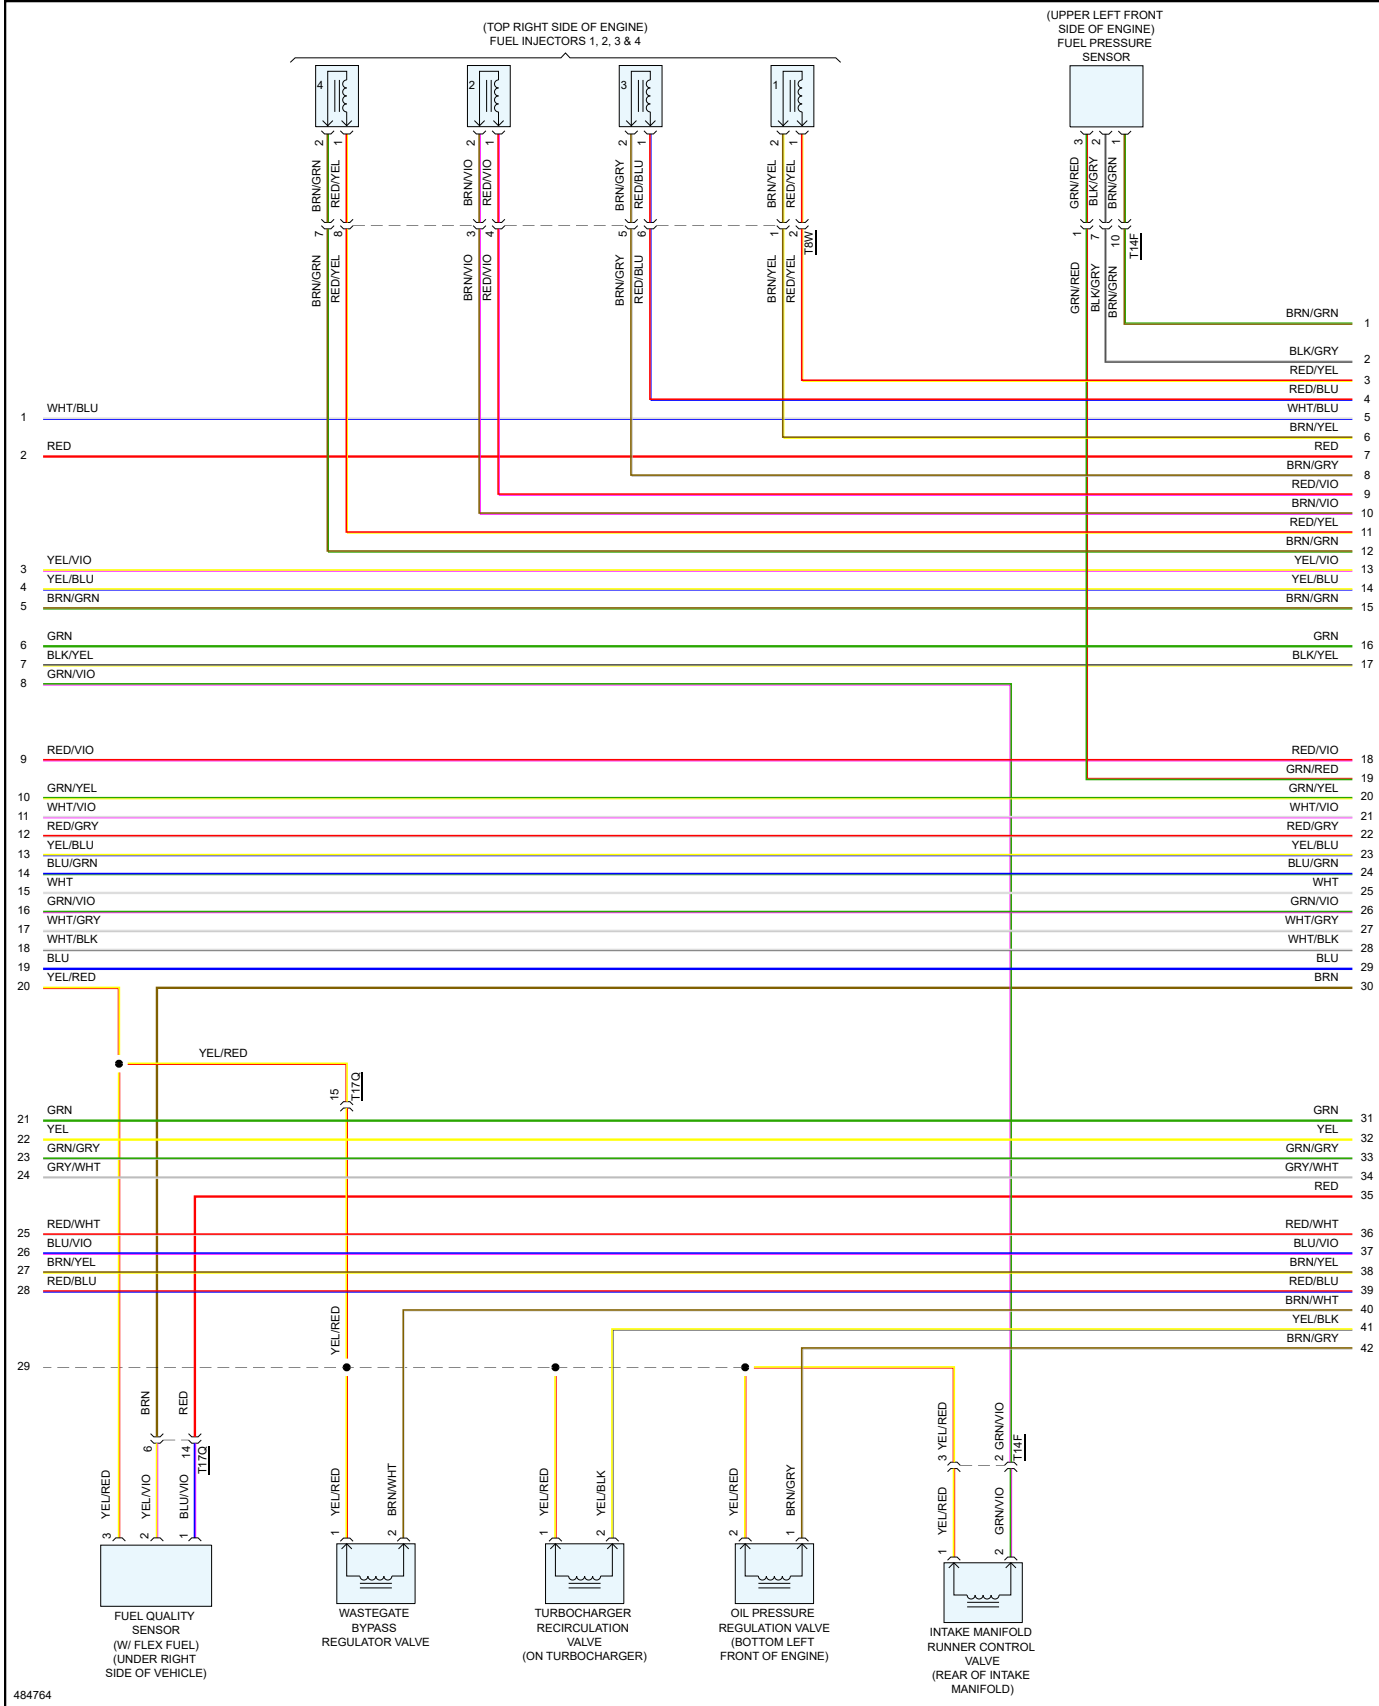 (TOP RIGHT SIDE OF ENGINE)
FUEL INJECTORS 1, 2, 3 & 4
(UPPER LEFT FRONT
SIDE OF ENGINE)
FUEL PRESSURE
SENSOR
4
2
3
1
2 1 2 1 2 1 2 1 3 2 1
BRN/GRN RED/YEL BRN/VIO RED/VIO BRN/GRY RED/BLU BRN/YEL RED/YEL GRN/RED BLK/GRY BRN/GRN
7 8 3 4 5 6 1 2 T8W 1 7 10 T14F
BRN/GRN RED/YEL BRN/VIO RED/VIO BRN/GRY RED/BLU BRN/YEL RED/YEL GRN/RED BLK/GRY BRN/GRN
BRN/GRN 1
BLK/GRY 2
RED/YEL 3
RED/BLU 4
1 WHT/BLU WHT/BLU 5
BRN/YEL 6
2 RED RED 7
BRN/GRY 8
RED/VIO 9
BRN/VIO 10
RED/YEL 11
BRN/GRN 12
3 YEL/VIO YEL/VIO 13
4 YEL/BLU YEL/BLU 14
5 BRN/GRN BRN/GRN 15
6 GRN GRN 16
7 BLK/YEL BLK/YEL 17
8 GRN/VIO
9 RED/VIO RED/VIO 18
GRN/RED 19
10 GRN/YEL GRN/YEL 20
11 WHT/VIO WHT/VIO 21
12 RED/GRY RED/GRY 22
13 YEL/BLU YEL/BLU 23
14 BLU/GRN BLU/GRN 24
15 WHT WHT 25
16 GRN/VIO GRN/VIO 26
17 WHT/GRY WHT/GRY 27
18 WHT/BLK WHT/BLK 28
19 BLU BLU 29
20 YEL/RED BRN 30
YEL/RED
15 T17Q
21 GRN GRN 31
22 YEL YEL 32
23 GRN/GRY GRN/GRY 33
24 GRY/WHT GRY/WHT 34
RED 35
25 RED/WHT RED/WHT 36
26 BLU/VIO BLU/VIO 37
27 BRN/YEL BRN/YEL 38
28 RED/BLU RED/BLU 39
BRN/WHT 40
YEL/BLK 41
BRN/GRY 42
YEL/RED
29
BRN RED YEL/RED GRN/VIO
6 14 T17Q 3 2 T14F
YEL/RED YEL/VIO BLU/VIO YEL/RED BRN/WHT YEL/RED YEL/BLK YEL/RED BRN/GRY YEL/RED GRN/VIO
3 2 1 1 2 1 2 2 1 1 2
FUEL QUALITY
SENSOR
(W/ FLEX FUEL)
(UNDER RIGHT
SIDE OF VEHICLE)
WASTEGATE
BYPASS
REGULATOR VALVE
TURBOCHARGER
RECIRCULATION
VALVE
(ON TURBOCHARGER)
OIL PRESSURE
REGULATION VALVE
(BOTTOM LEFT
FRONT OF ENGINE)
INTAKE MANIFOLD
RUNNER CONTROL
VALVE
(REAR OF INTAKE
MANIFOLD)
484764